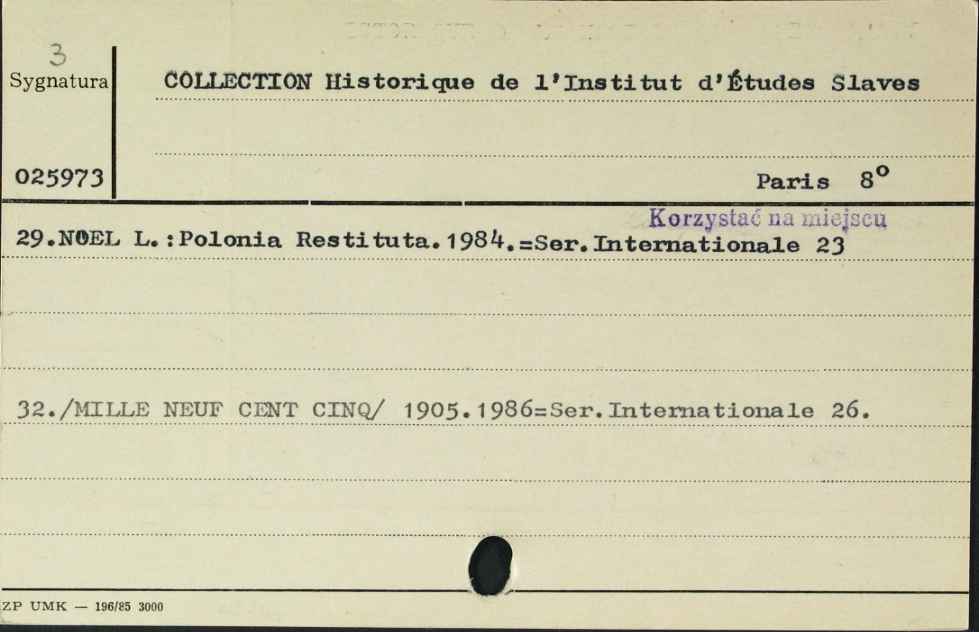 3
Sygnatura
COLLECTION Historique de l'Institut d'Études Slaves
025973
Paris 8°
Korzystać na miejscu
29.NOEL L.:Polonia Restituta.1984.=Ser.Internationale 23
32./MILLE NEUF CENT CINQ/ 1905.1986=Ser.Internationale 26.
ZP UMK — 196/85 3000